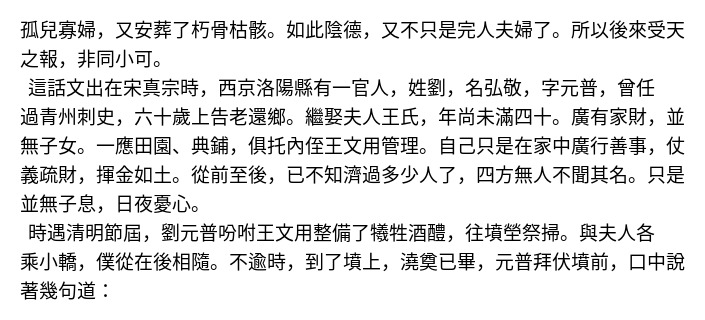 孤兒寡婦，又安葬了朽骨枯骸。如此陰德，又不只是完人夫婦了。所以後來受天
之報，非同小可。
這話文出在宋真宗時，西京洛陽縣有一官人，姓劉，名弘敬，字元普，曾任
過青州刺史，六十歲上告老還鄉。繼娶夫人王氏，年尚未滿四十。廣有家財，並
無子女。一應田園、典鋪，俱托內侄王文用管理。自己只是在家中廣行善事，仗
義疏財，揮金如土。從前至後，已不知濟過多少人了，四方無人不聞其名。只是
並無子息，日夜憂心。
時遇清明節屆，劉元普吩咐王文用整備了犧牲酒醴，往墳塋祭掃。與夫人各
乘小轎，僕從在後相隨。不逾時，到了墳上，澆奠已畢，元普拜伏墳前，口中說
著幾句道：